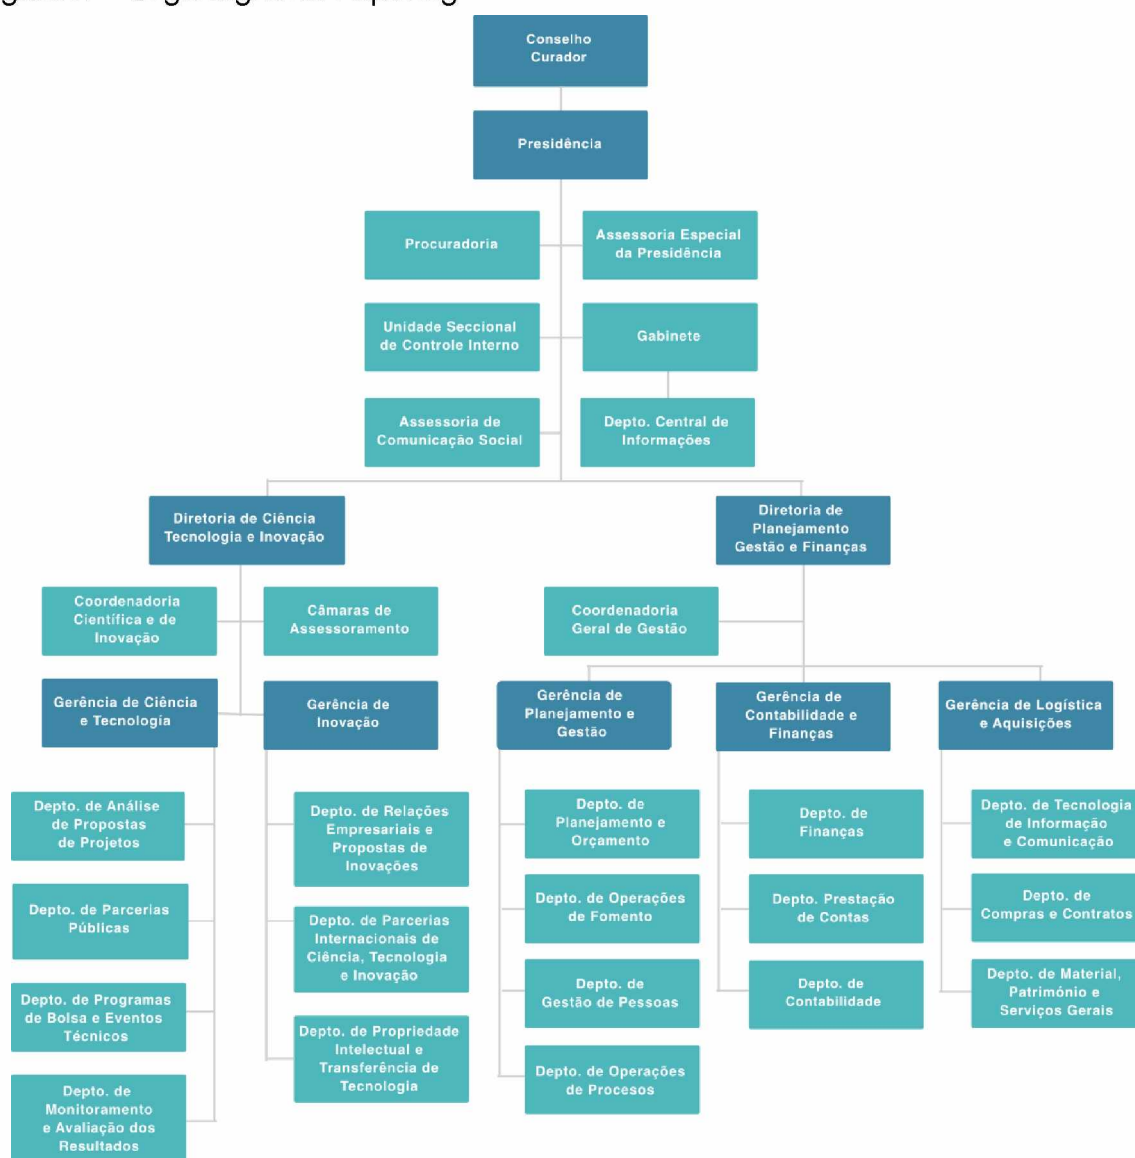 Conselho
Curador
Presidência
Procuradoria
Assessoria Especial
da Presidência
Unidade Seccional
de Controle Interno
Gabinete
Assessoria de
Comunicação Social
Depto. Central de
Informações
Diretoria de Ciência
Tecnologia e Inovação
Diretoria de
Planejamento
Gestão e Finanças
Coordenadoria
Científica e de
Inovação
Câmaras de
Assessoramento
Coordenadoria
Geral de Gestão
Gerência de Ciência
e Tecnologia
Gerência de
Inovação
Gerência de
Planejamento e
Gestão
Gerência de
Contabilidade e
Finanças
Gerência de Logística
e Aquisições
Depto. de Análise
de Propostas
de Projetos
Depto. de Parcerias
Públicas
Depto. de Programas
de Bolsa e Eventos
Técnicos
Depto. de
Monitoramento
e Avaliação dos
Resultados
Depto. de Relações
Empresariais e
Propostas de
Inovações
Depto. de Parcerias
Internacionais de
Ciência, Tecnologia
e Inovação
Depto. de Propriedade
Intelectual e
Transferência de
Tecnologia
Depto. de
Planejamento e
Orçamento
Depto. de Operações
de Fomento
Depto. de
Gestão de Pessoas
Depto. de Operações
de Procesos
Depto. de
Finanças
Depto. Prestação
de Contas
Depto. de
Contabilidade
Depto. de Tecnologia
de Informação
e Comunicação
Depto. de
Compras e Contratos
Depto. de Material,
Património e
Serviços Gerais